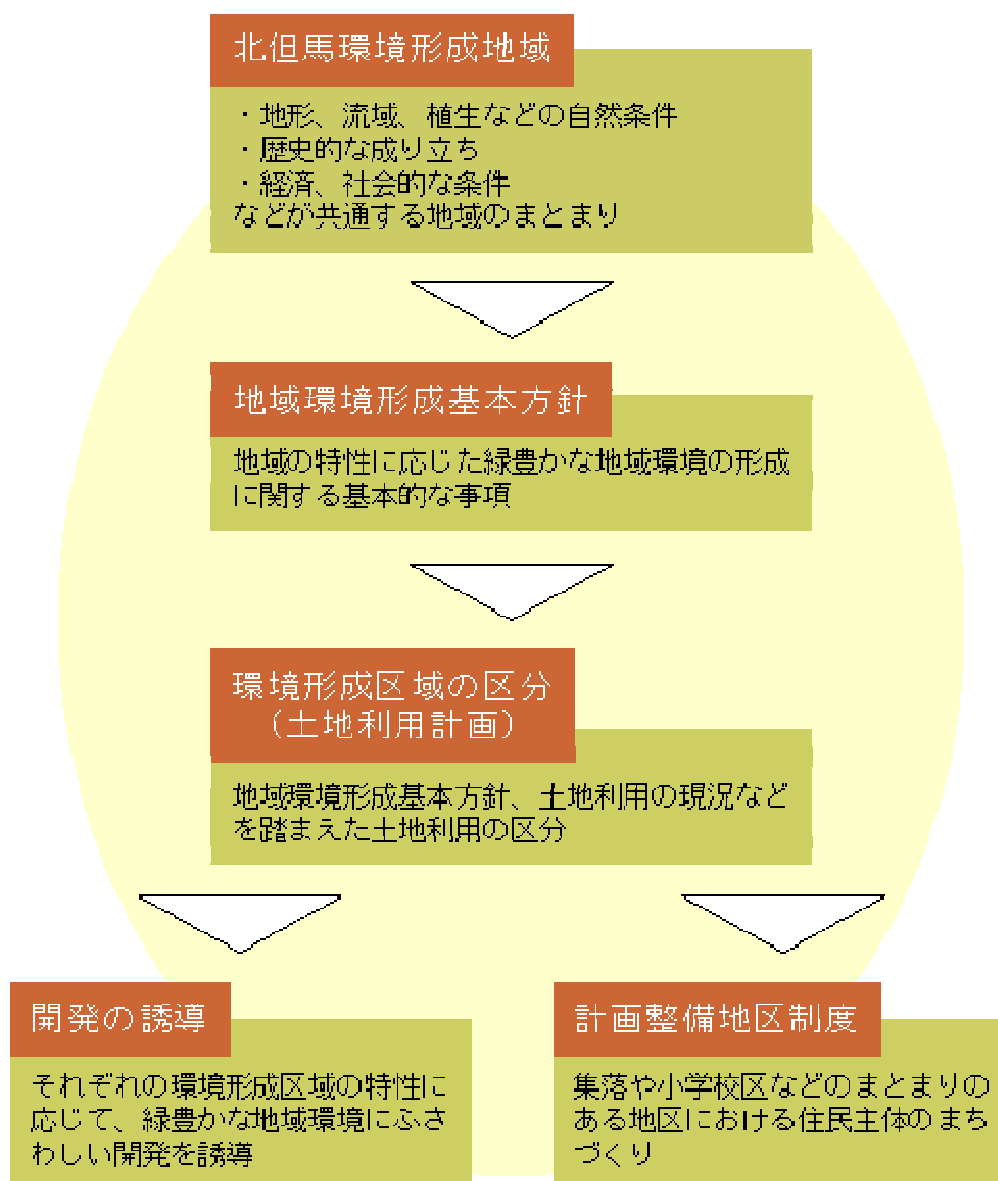 北但馬環境形成地域
・地形、流域、植生などの自然条件
・歴史的な成り立ち
・経済、社会的な条件
などが共通する地域のまとまり
地域環境形成基本方針
地域の特性に応じた緑豊かな地域環境の形成
に関する基本的な事項
環境形成区域の区分
（土地利用計画）
地域環境形成基本方針、土地利用の現況など
を踏まえた土地利用の区分
開発の誘導
それぞれの環境形成区域の特性に
応じて、緑豊かな地域環境にふさ
わしい開発を誘導
計画整備地区制度
集落や小学校区などのまとまりの
ある地区における住民主体のまち
づくり